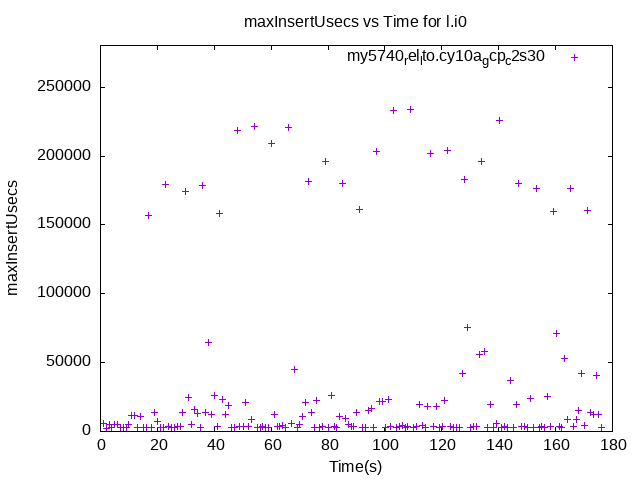 maxInsertUsecs vs Time for l.i0
my5740relto.cy10agcpc2s30
250000
200000
150000
100000
50000
0
maxInsertUsecs
0 20 40 60 80 100 120 140 160 180
Time(s)